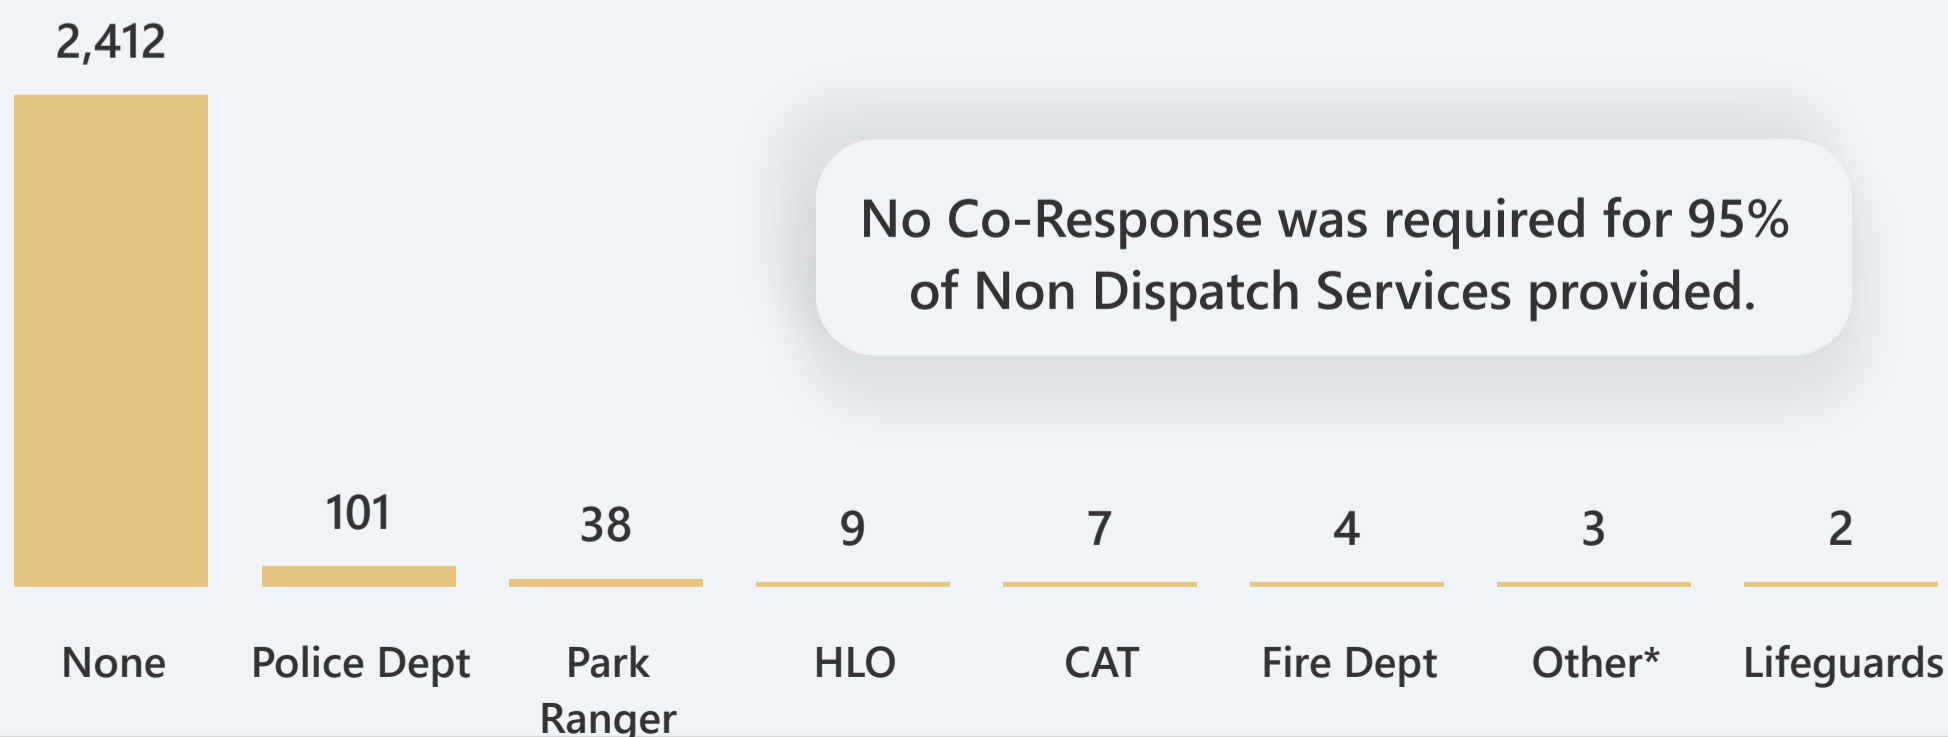 2,412
No Co-Response was required for 95%
of Non Dispatch Services provided.
101
38
9
7
4
3
2
None
Police Dept
Park
Ranger
HLO
CAT
Fire Dept
Other*
Lifeguards